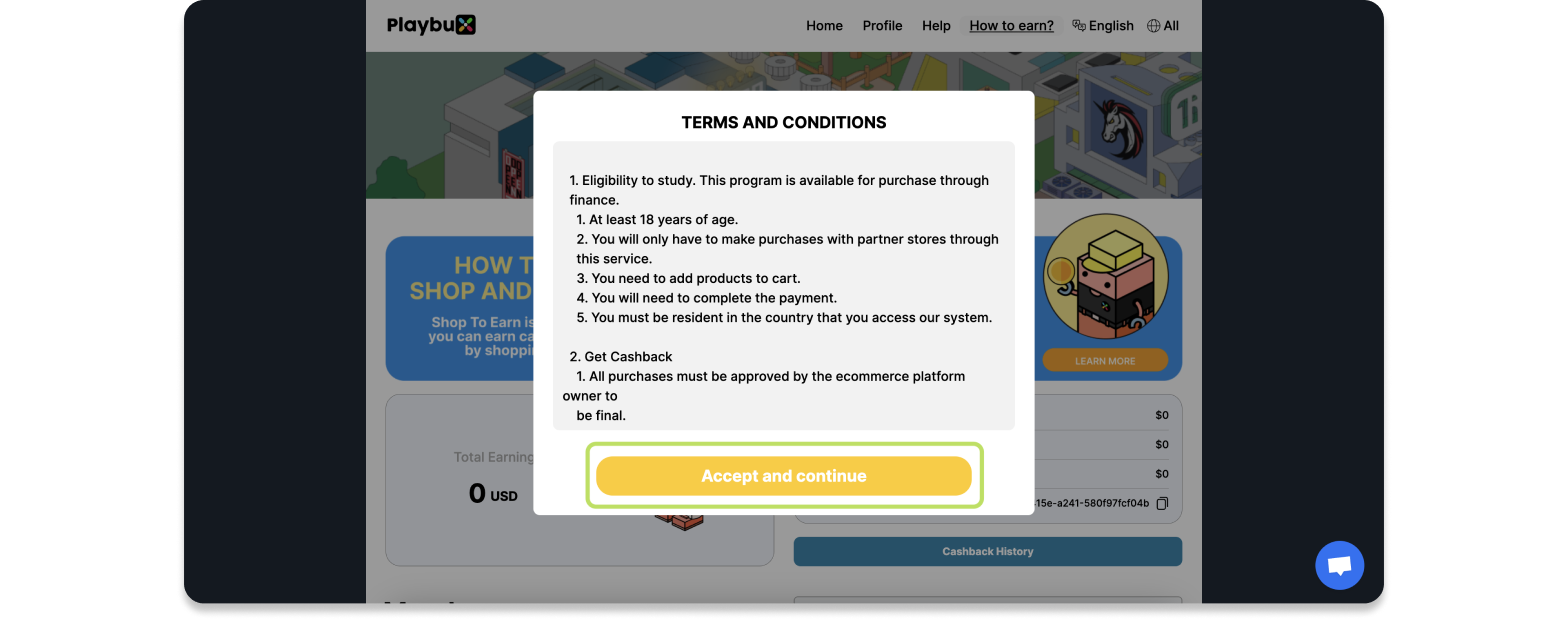 Playbux
Home Profile Help How to earn? English All
TERMS AND CONDITIONS
1. Eligibility to study. This program is available for purchase through
finance.
1. At least 18 years of age.
2. You will only have to make purchases with partner stores through
this service.
3. You need to add products to cart.
4. You will need to complete the payment.
5. You must be resident in the country that you access our system.
2. Get Cashback
1. All purchases must be approved by the ecommerce platform
owner to
be final.
Accept and continue
HOW T
SHOP AND
Shop To Earn is
you can earn ca
by shoppi
LEARN MORE
Total Earning
0 USD
$0
$0
$0
15e-a241-580f97fcf04b
Cashback History